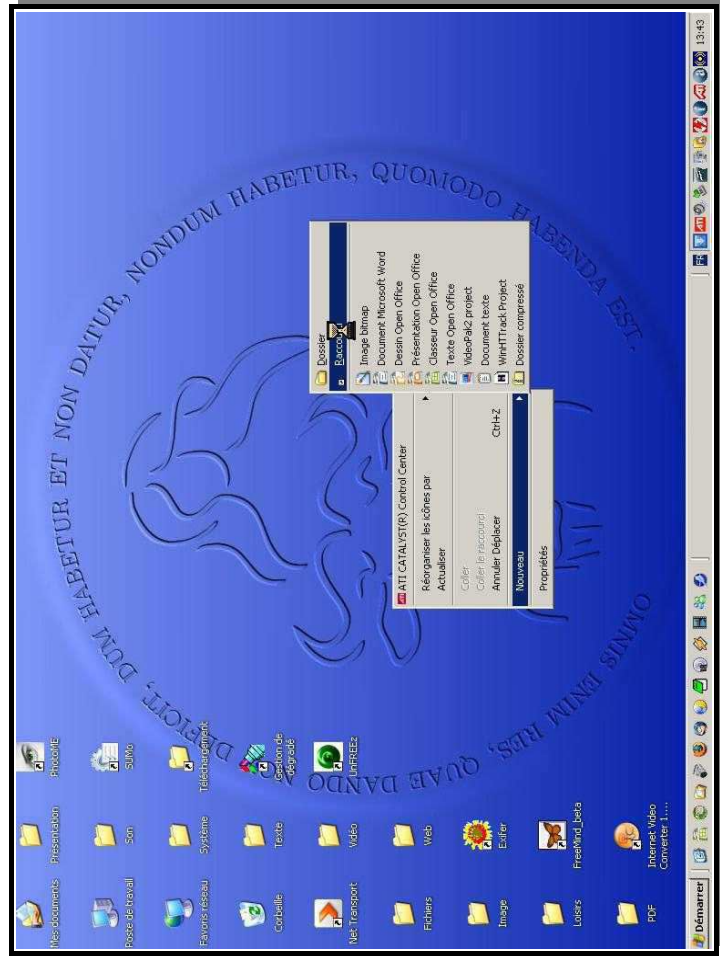 Mes documents
Présentation
PhotoME
Poste de travail
Son
SUMo
Favoris réseau
Système
Téléchargement
Corbeille
Texte
Gestion de
dégradé
Net Transport
Vidéo
UnFREEz
Fichiers
Web
Image
Exifer
Loisirs
FreeMind_beta
PDF
Internet Video
Converter 1....
OMNIS ENIM RES, QUAE DANDO NON DEFICIT, DUM HABETUR ET NON DATUR, NONDUM HABETUR, QUOMODO HABENDA EST.
ATI CATALYST(R) Control Center
Réorganiser les icônes par
Actualiser
Coller
Coller le raccourci
Annuler Déplacer Ctrl+Z
Nouveau
Propriétés
Dossier
Image bitmap
Document Microsoft Word
Dessin Open Office
Présentation Open Office
Classeur Open Office
Texte Open Office
VideoPak2 project
Document texte
WinHTTrack Project
Dossier compressé
Démarrer
FR
13:43